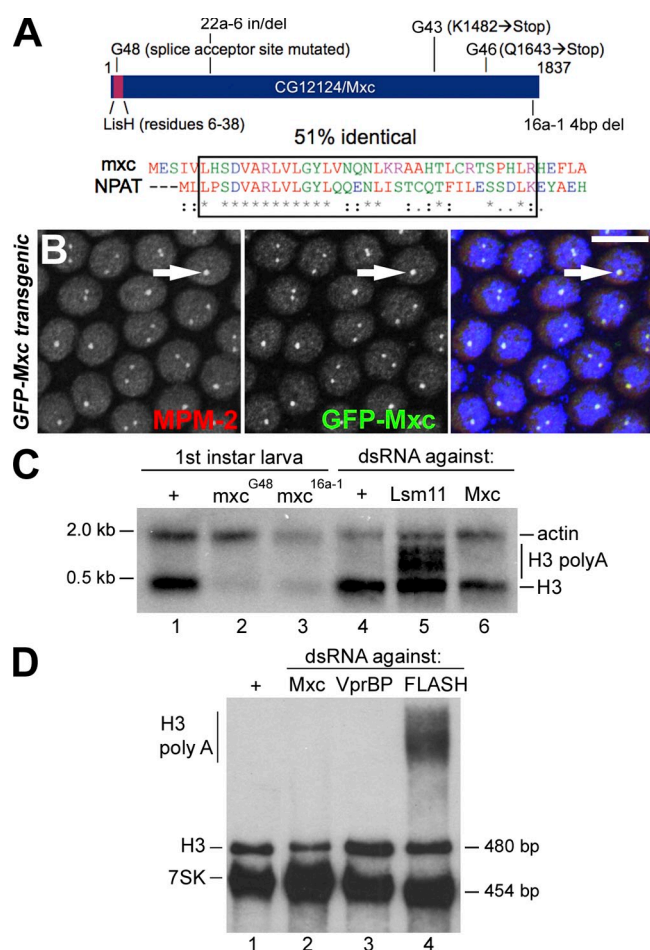 A
22a-6 in/del
G43 (K1482→Stop)
G48 (splice acceptor site mutated)
G46 (Q1643→Stop)
1
1837
CG12124/Mxc
LisH (residues 6-38)
16a-1 4bp del
51% identical
mxc MESIVLHSDVARLVLGYLVNQNLKRAAHTLCRTSPHLRHEFLA
NPAT ---MLLPSDVARLVLGYLQQENLISTCQTFILESSDLKEYAEH
::* ********** ::** :.:* *..*:.
B
GFP-Mxc transgenic
MPM-2
GFP-Mxc
C
1st instar larva
dsRNA against:
+ mxc G48 mxc 16a-1 + Lsm11 Mxc
2.0 kb
actin
H3 polyA
0.5 kb
H3
1 2 3 4 5 6
D
dsRNA against:
+ Mxc VprBP FLASH
H3
poly A
H3
480 bp
7SK
454 bp
1 2 3 4